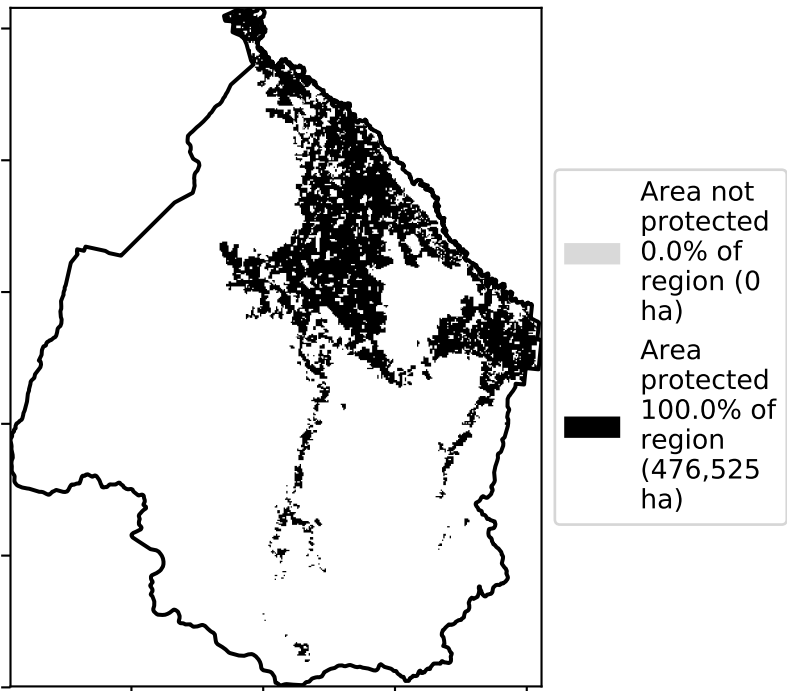 Area not
protected
0.0% of
region (0
ha)
Area
protected
100.0% of
region
(476,525
ha)